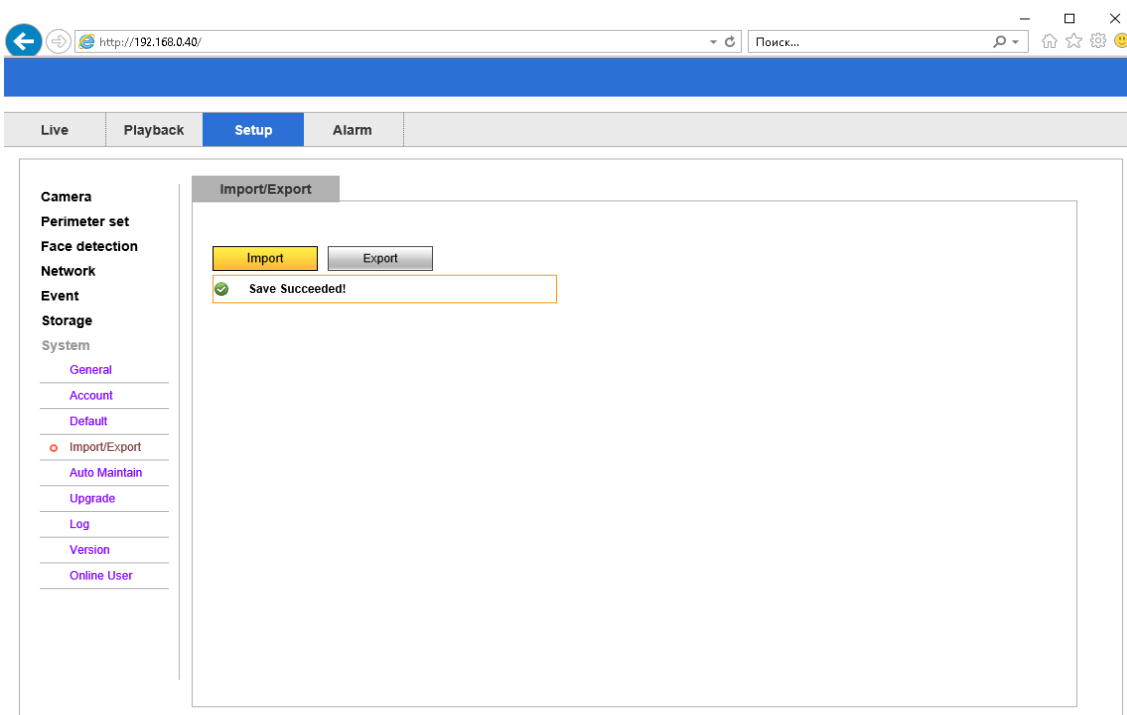 http://192.168.0.40/
Поиск...
Live Playback Setup Alarm
Import/Export
Camera
Perimeter set
Face detection
Network
Event
Storage
System
General
Account
Default
Import/Export
Auto Maintain
Upgrade
Log
Version
Online User
Import Export
Save Succeeded!